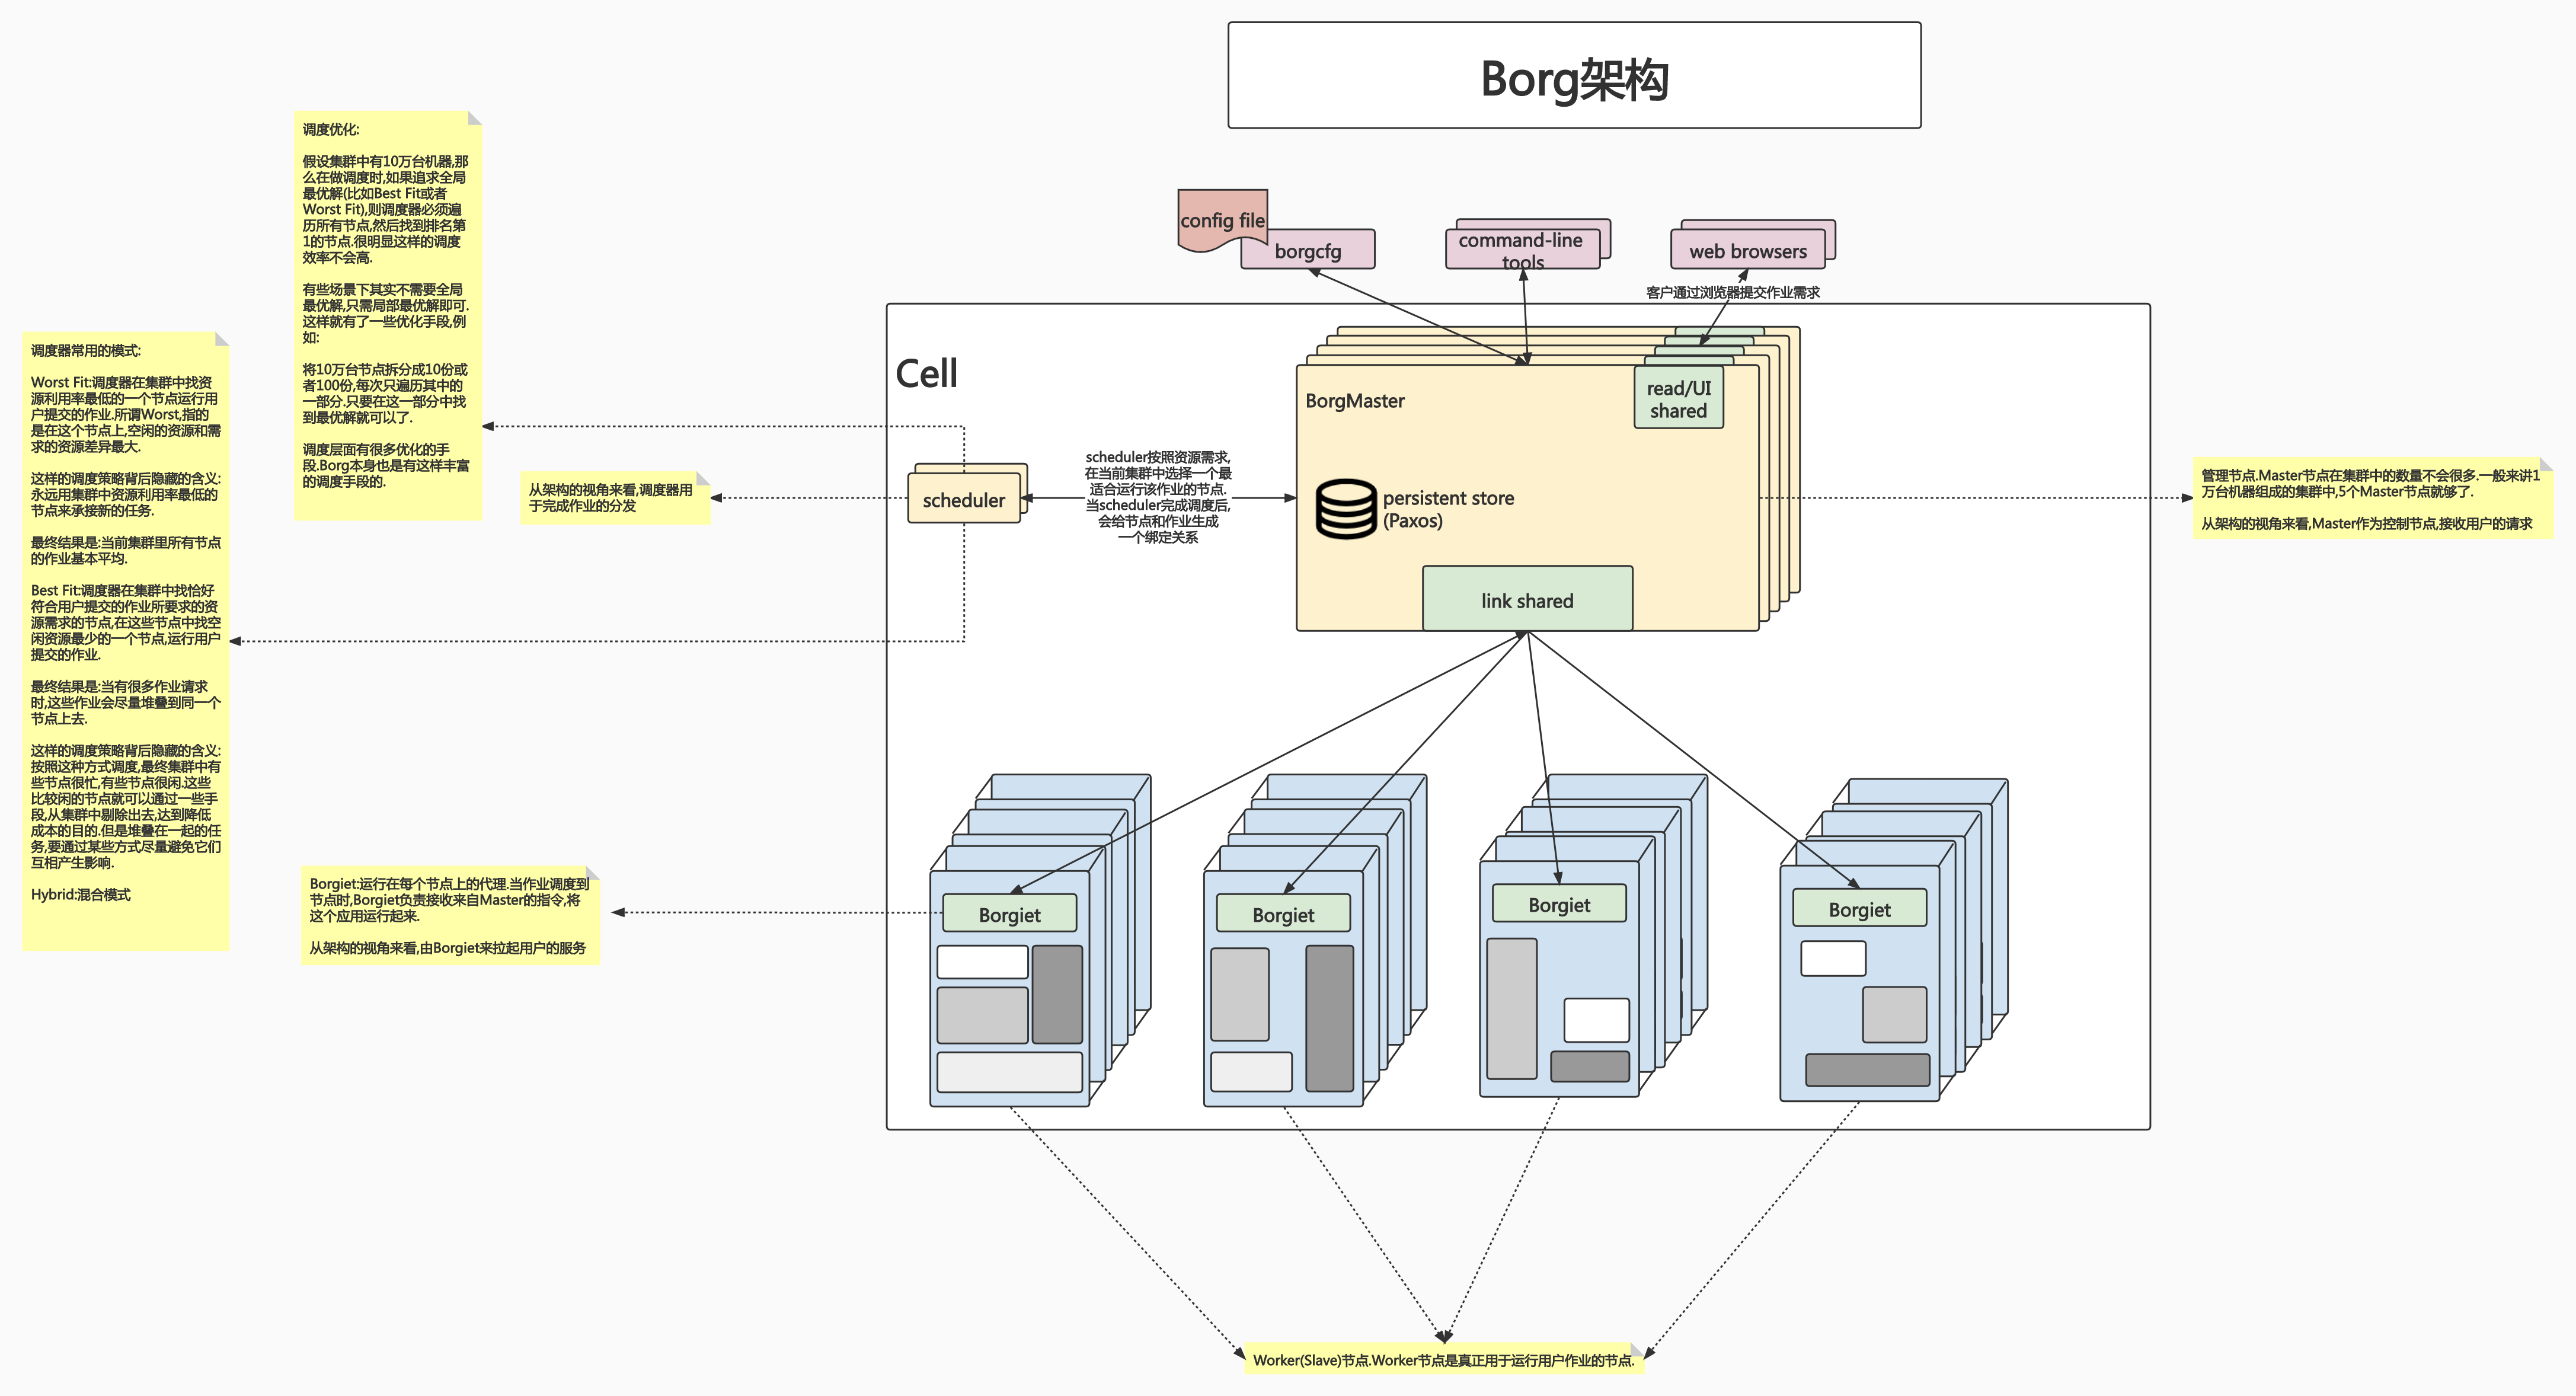 Borg架构
config file
borgcfg
command-line
tools
web browsers
客户通过浏览器提交作业需求
调度优化:
假设集群中有10万台机器,那
么在做调度时,如果追求全局
最优解(比如Best Fit或者
Worst Fit),则调度器必须遍
历所有节点,然后找到排名第
1的节点.很明显这样的调度
效率不会高.
有些场景下其实不需要全局
最优解,只需局部最优解即可.
这样就有了一些优化手段,例
如:
将10万台节点拆分成10份或
者100份,每次只遍历其中的
一部分.只要在这一部分中找
到最优解就可以了.
调度层面有很多优化的手
段.Borg本身也是有这样丰富
的调度手段的.
调度器常用的模式:
Worst Fit:调度器在集群中找资
源利用率最低的一个节点运行用
户提交的作业.所谓Worst,指的
是在这个节点上,空闲的资源和需
求的资源差异最大.
这样的调度策略背后隐藏的含义:
永远用集群中资源利用率最低的
节点来承接新的任务.
最终结果是:当前集群里所有节点
的作业基本平均.
Best Fit:调度器在集群中找恰好
符合用户提交的作业所要求的资
源需求的节点,在这些节点中找空
闲资源最少的一个节点,运行用户
提交的作业.
最终结果是:当有很多作业请求
时,这些作业会尽量堆叠到同一个
节点上去.
这样的调度策略背后隐藏的含义:
按照这种方式调度,最终集群中有
些节点很忙,有些节点很闲.这些
比较闲的节点就可以通过一些手
段,从集群中剔除出去,达到降低
成本的目的.但是堆叠在一起的任
务,要通过某些方式尽量避免它们
互相产生影响.
Hybrid:混合模式
从架构的视角来看,调度器用
于完成作业的分发
Cell
scheduler
scheduler按照资源需求,
在当前集群中选择一个最
适合运行该作业的节点.
当scheduler完成调度后,
会给节点和作业生成
一个绑定关系
BorgMaster
read/UI
shared
persistent store
(Paxos)
link shared
管理节点.Master节点在集群中的数量不会很多.一般来讲1
万台机器组成的集群中,5个Master节点就够了.
从架构的视角来看,Master作为控制节点,接收用户的请求
Borgiet:运行在每个节点上的代理.当作业调度到
节点时,Borgiet负责接收来自Master的指令,将
这个应用运行起来.
从架构的视角来看,由Borgiet来拉起用户的服务
Borgiet
Borgiet
Borgiet
Borgiet
Worker(Slave)节点.Worker节点是真正用于运行用户作业的节点.